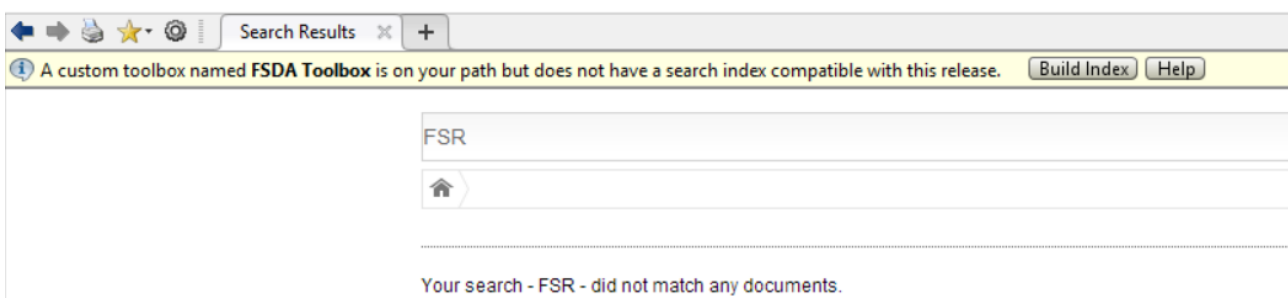 Search Results
A custom toolbox named FSDA Toolbox is on your path but does not have a search index compatible with this release. Build Index Help
FSR
Your search - FSR - did not match any documents.